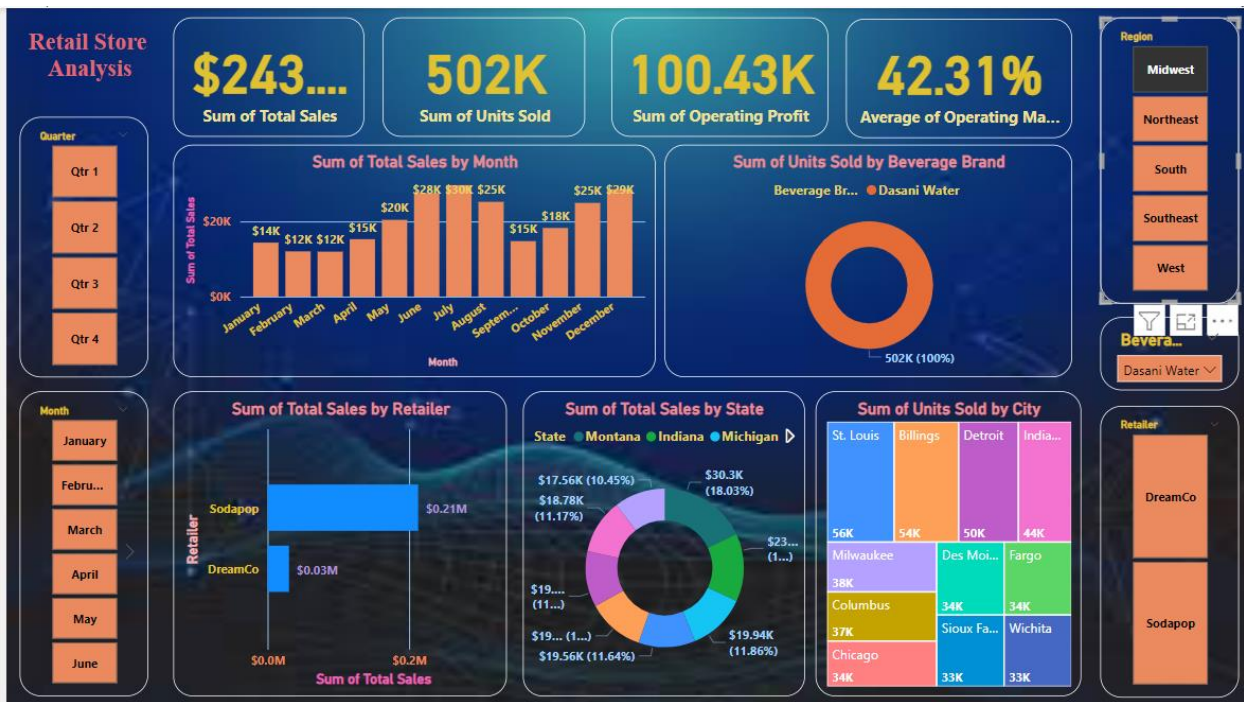 Retail Store
Analysis
$243....
Sum of Total Sales
502K
Sum of Units Sold
100.43K
Sum of Operating Profit
42.31%
Average of Operating Ma...
Region
Midwest
Northeast
South
Southeast
West
Quarter
Qtr 1
Qtr 2
Qtr 3
Qtr 4
Sum of Total Sales by Month
Sum of Total Sales
$20K
$0K
$14K
$12K
$12K
$15K
$20K
$28K
$30K
$25K
$15K
$18K
$25K
$29K
January
February
March
April
May
June
July
August
Septem...
October
November
December
Month
Sum of Units Sold by Beverage Brand
Beverage Br... Dasani Water
502K (100%)
Bevera...
Dasani Water
Month
January
Febru...
March
April
May
June
Sum of Total Sales by Retailer
Retailer
Sodapop
$0.21M
DreamCo
$0.03M
$0.0M
$0.2M
Sum of Total Sales
Sum of Total Sales by State
State Montana Indiana Michigan
$30.3K
(18.03%)
$23...
(1...)
$19.94K
(11.86%)
$19.56K (11.64%)
$19... (1...)
$19....
(11...)
$18.78K
(11.17%)
$17.56K (10.45%)
Sum of Units Sold by City
St. Louis
56K
Billings
54K
Detroit
50K
India...
44K
Milwaukee
38K
Columbus
37K
Chicago
34K
Des Moi...
34K
Fargo
34K
Sioux Fa...
33K
Wichita
33K
Retailer
DreamCo
Sodapop